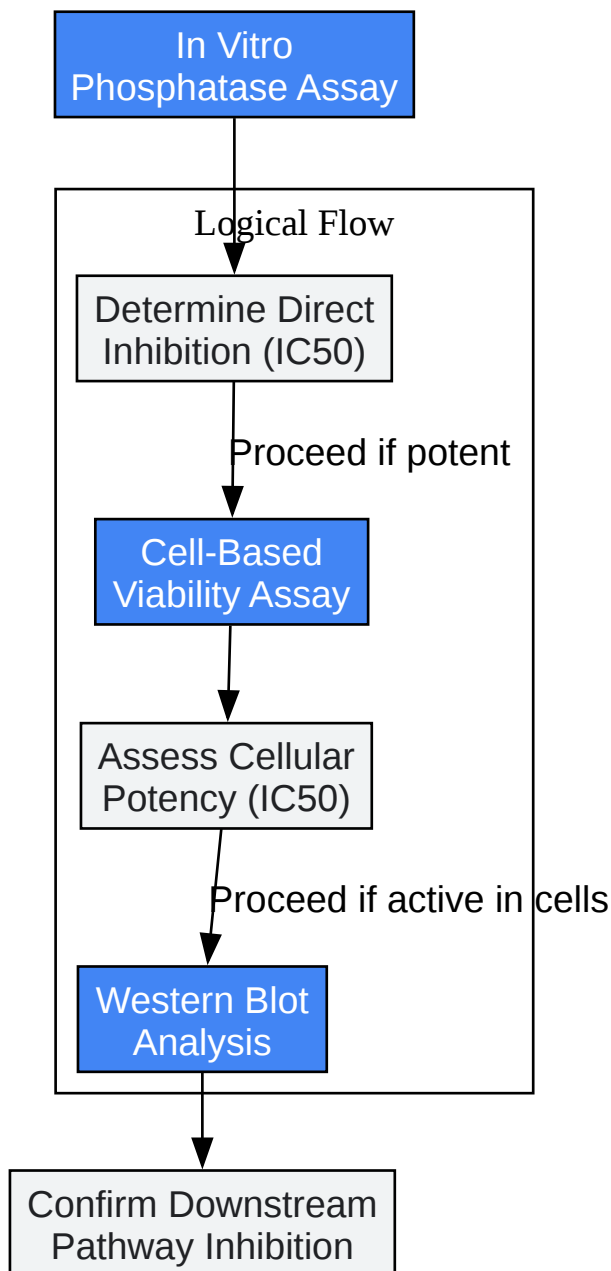 In Vitro
Phosphatase Assay
Logical Flow
Determine Direct
Inhibition (IC50)
Proceed if potent
Cell-Based
Viability Assay
Assess Cellular
Potency (IC50)
Proceed if active in cells
Western Blot
Analysis
Confirm Downstream
Pathway Inhibition